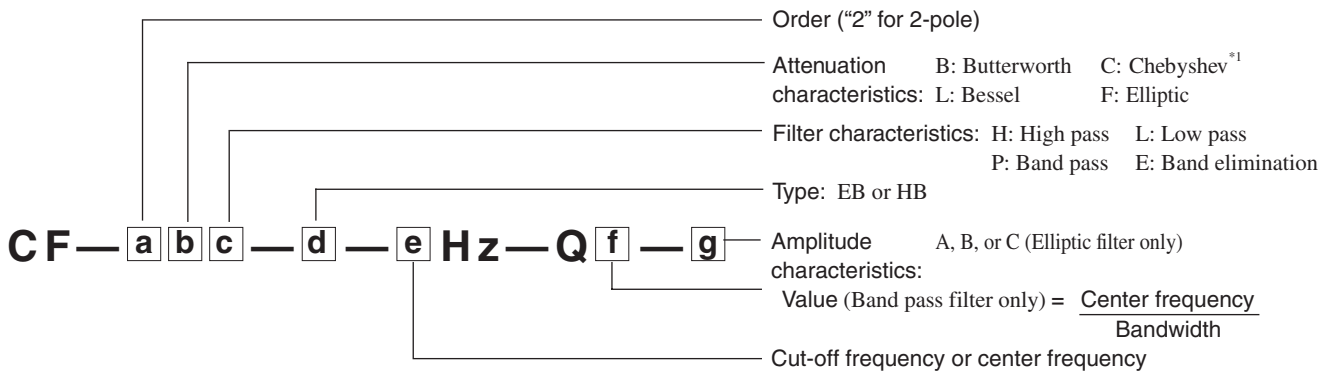 Order (“2” for 2-pole)
Attenuation B: Butterworth C: Chebyshev*1
characteristics: L: Bessel F: Elliptic
Filter characteristics: H: High pass L: Low pass
P: Band pass E: Band elimination
Type: EB or HB
CF— a b c — d — e Hz—Q f — g
Amplitude A, B, or C (Elliptic filter only)
characteristics:
Value (Band pass filter only) = Center frequency
Bandwidth
Cut-off frequency or center frequency